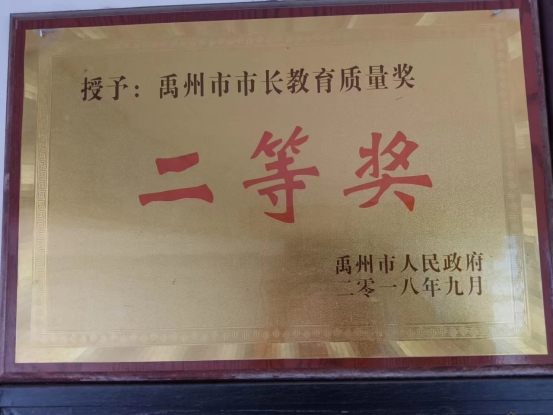 授予：禹州市市长教育质量奖
二等奖
禹州市人民政府
二零一八年九月